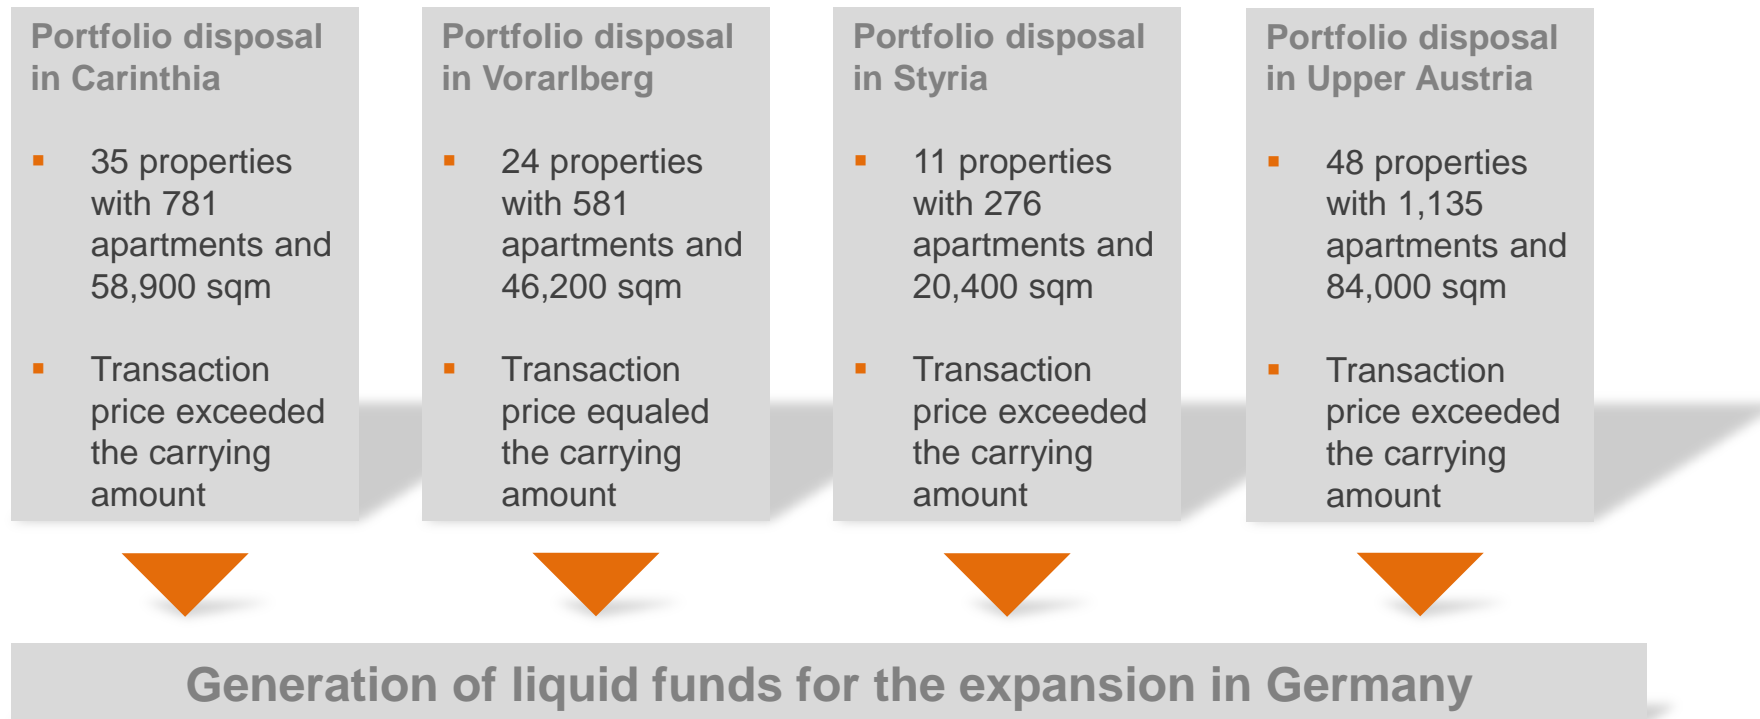 Portfolio disposal
in Carinthia
▪ 35 properties
with 781
apartments and
58,900 sqm
▪ Transaction
price exceeded
the carrying
amount
Portfolio disposal
in Vorarlberg
▪ 24 properties
with 581
apartments and
46,200 sqm
▪ Transaction
price equaled
the carrying
amount
Portfolio disposal
in Styria
▪ 11 properties
with 276
apartments and
20,400 sqm
▪ Transaction
price exceeded
the carrying
amount
Portfolio disposal
in Upper Austria
▪ 48 properties
with 1,135
apartments and
84,000 sqm
▪ Transaction
price exceeded
the carrying
amount
Generation of liquid funds for the expansion in Germany